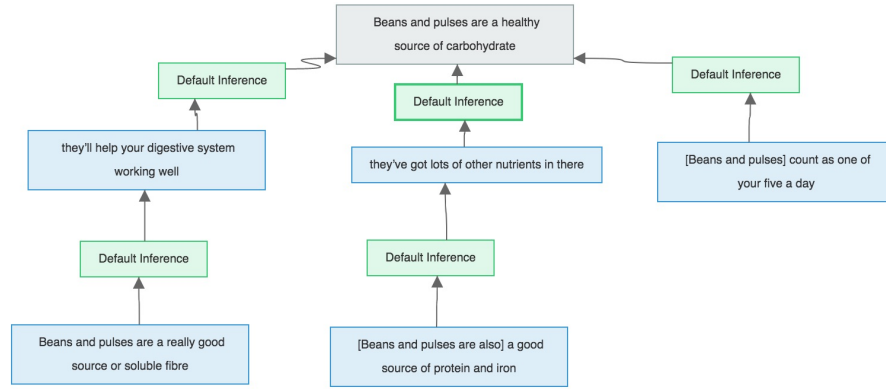 Beans and pulses are a healthy
source of carbohydrate
Default Inference
Default Inference
Default Inference
they'll help your digestive system
working well
they've got lots of other nutrients in there
[Beans and pulses] count as one of
your five a day
Default Inference
Default Inference
Beans and pulses are a really good
source or soluble fibre
[Beans and pulses are also] a good
source of protein and iron